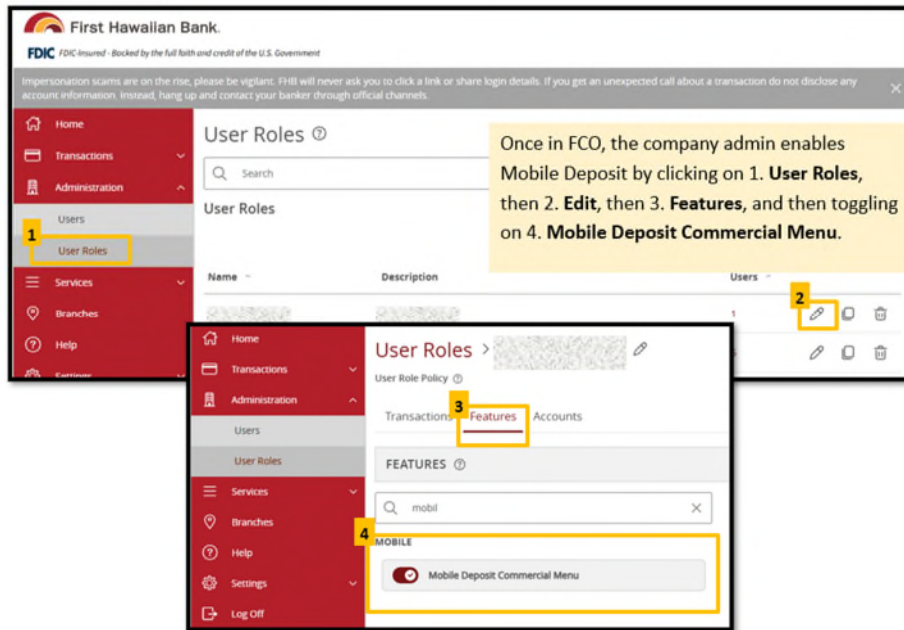 First Hawaiian Bank.
FDIC FDIC-Insured - Backed by the full faith and credit of the U.S. Government
Impersonation scams are on the rise, please be vigilant. FHB will never ask you to click a link or share login details. If you get an unexpected call about a transaction do not disclose any
account information. Instead, hang up and contact your banker through official channels.
Home
Transactions
Administration
Users
1
User Roles
Services
Branches
Help
Settings
User Roles
Search
User Roles
Once in FCO, the company admin enables
Mobile Deposit by clicking on 1. User Roles,
then 2. Edit, then 3. Features, and then toggling
on 4. Mobile Deposit Commercial Menu.
Name Description Users
2
1
Home
Transactions
Administration
Users
User Roles
Services
Branches
Help
Settings
Log Off
User Roles >
User Role Policy
3
Transactions Features Accounts
FEATURES
mobil
4
MOBILE
Mobile Deposit Commercial Menu